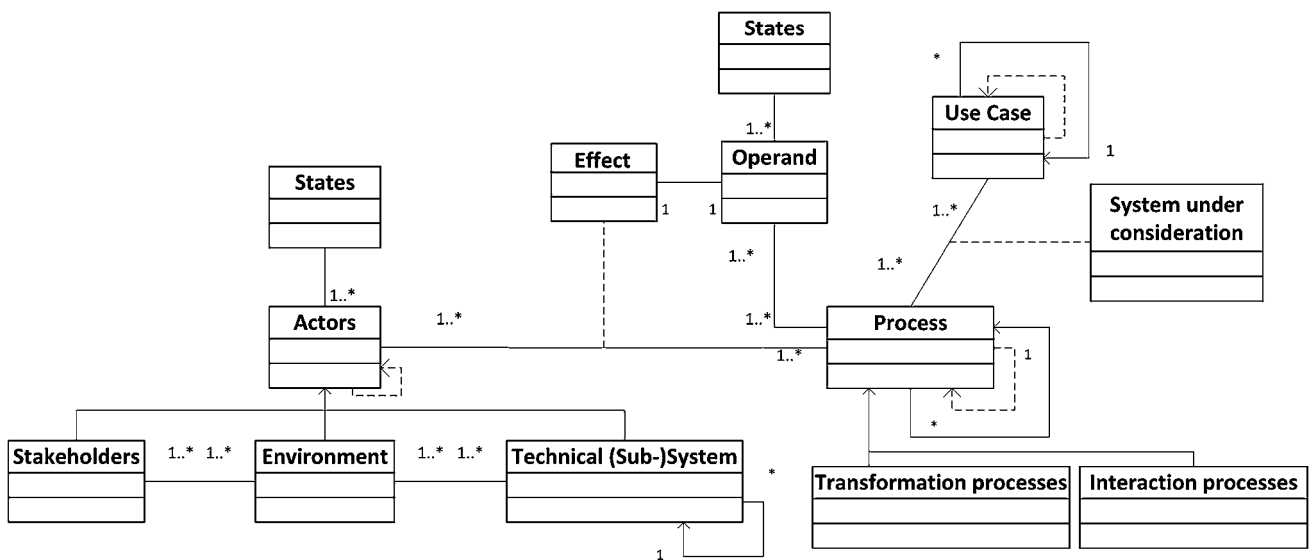 States
*
Use Case
1
1..*
Effect
Operand
States
1
1
1..*
System under
consideration
1..*
1..*
1..*
Actors
1..*
1..*
Process
1..*
1
*
Stakeholders
1..* 1..*
Environment
1..* 1..*
Technical (Sub-)System
*
1
Transformation processes
Interaction processes